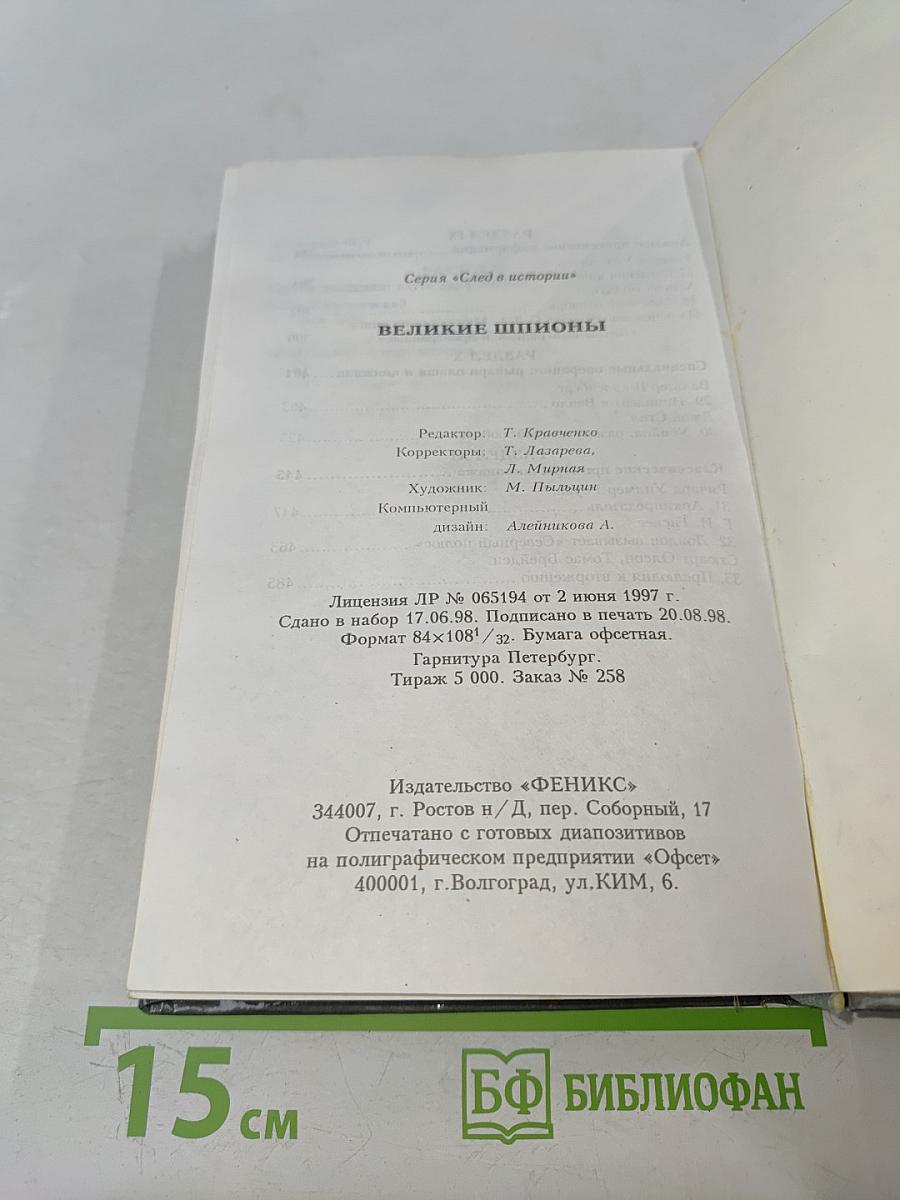 Серия «След в истории»
ВЕЛИКИЕ ШПИОНЫ
Редактор: Т. Кравченко
Корректоры: Т. Лазарева,
Л. Мирная
Художник: М. Пыльцин
Компьютерный
дизайн: Алейникова А.
Лицензия ЛР № 065194 от 2 июня 1997 г.
Сдано в набор 17.06.98. Подписано в печать 20.08.98.
Формат 84×108¹/₃₂. Бумага офсетная.
Гарнитура Петербург.
Тираж 5 000. Заказ № 258
Издательство «ФЕНИКС»
344007, г. Ростов н/Д, пер. Соборный, 17
Отпечатано с готовых диапозитивов
на полиграфическом предприятии «Офсет»
400001, г.Волгоград, ул.КИМ, 6.
15 см
БФ БИБЛИОФАН